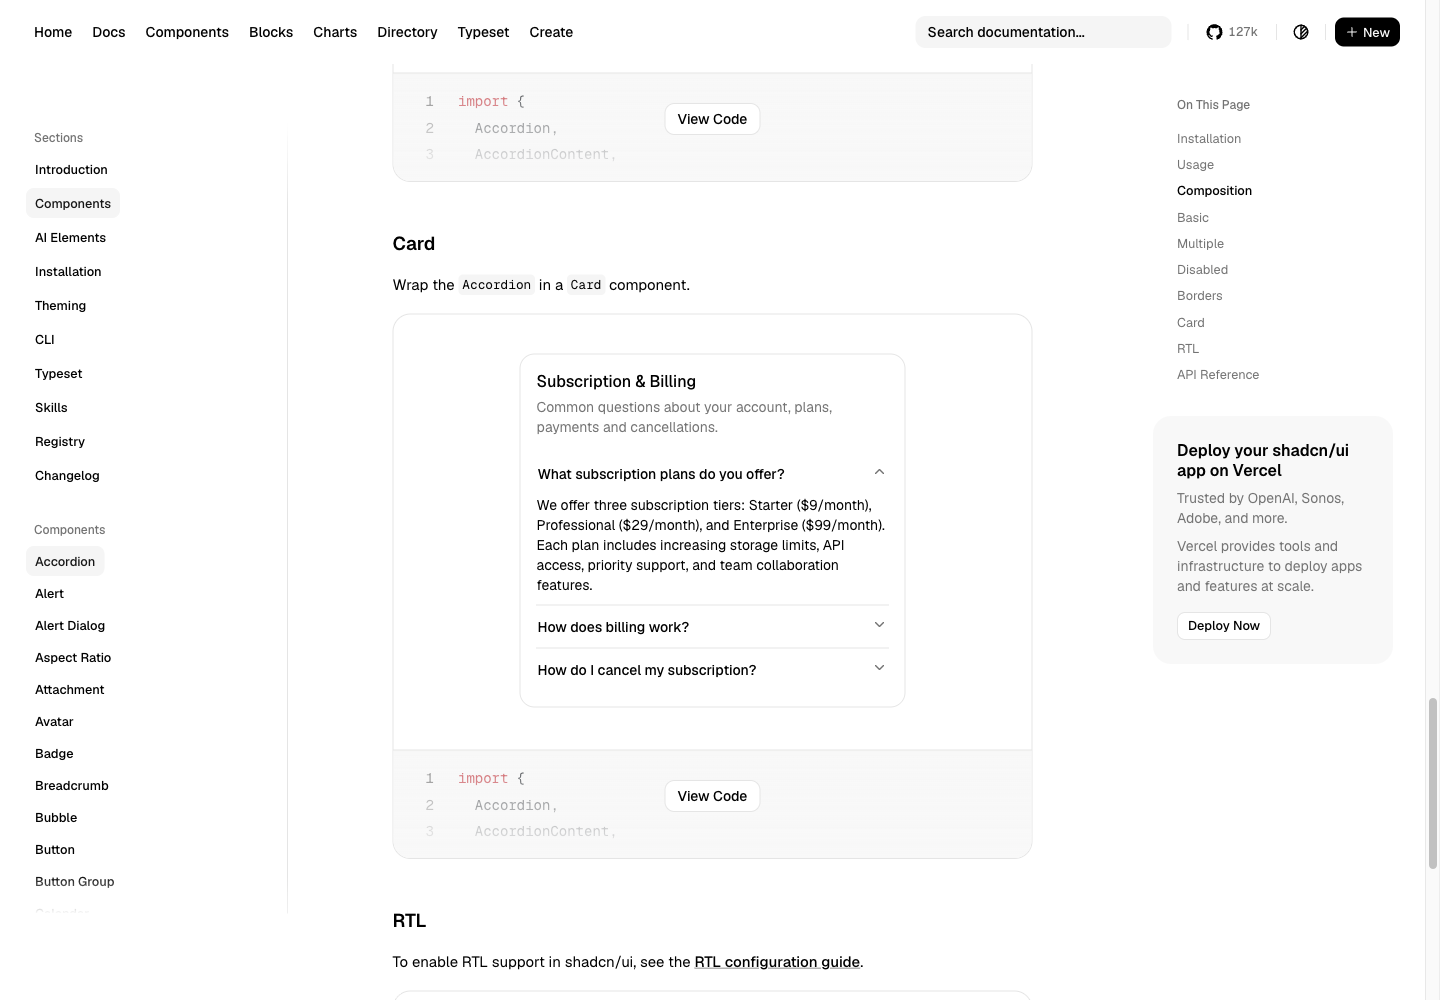 Home Docs Components Blocks Charts Directory Typeset Create
Search documentation...
127k
New
Sections
Introduction
Components
AI Elements
Installation
Theming
CLI
Typeset
Skills
Registry
Changelog
Components
Accordion
Alert
Alert Dialog
Aspect Ratio
Attachment
Avatar
Badge
Breadcrumb
Bubble
Button
Button Group
1 import {
2 Accordion,
3 AccordionContent,
View Code
Card
Wrap the Accordion in a Card component.
Subscription & Billing
Common questions about your account, plans,
payments and cancellations.
What subscription plans do you offer?
We offer three subscription tiers: Starter ($9/month),
Professional ($29/month), and Enterprise ($99/month).
Each plan includes increasing storage limits, API
access, priority support, and team collaboration
features.
How does billing work?
How do I cancel my subscription?
1 import {
2 Accordion,
3 AccordionContent,
View Code
RTL
To enable RTL support in shadcn/ui, see the RTL configuration guide.
On This Page
Installation
Usage
Composition
Basic
Multiple
Disabled
Borders
Card
RTL
API Reference
Deploy your shadcn/ui
app on Vercel
Trusted by OpenAI, Sonos,
Adobe, and more.
Vercel provides tools and
infrastructure to deploy apps
and features at scale.
Deploy Now